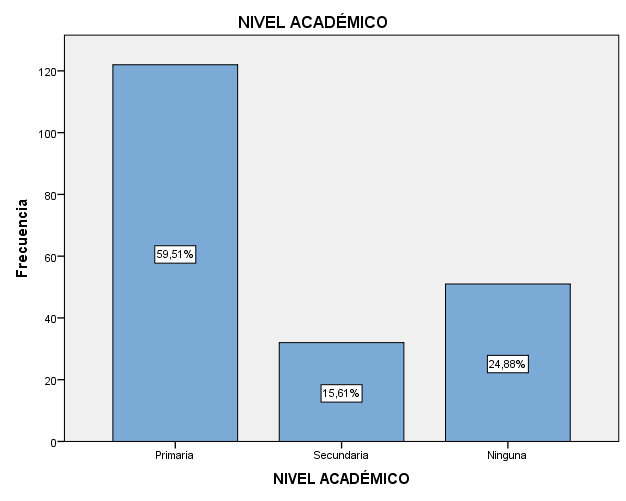 NIVEL ACADÉMICO
120
100
80
60
40
20
0
Frecuencia
59,51%
15,61%
24,88%
Primaria
Secundaria
Ninguna
NIVEL ACADÉMICO